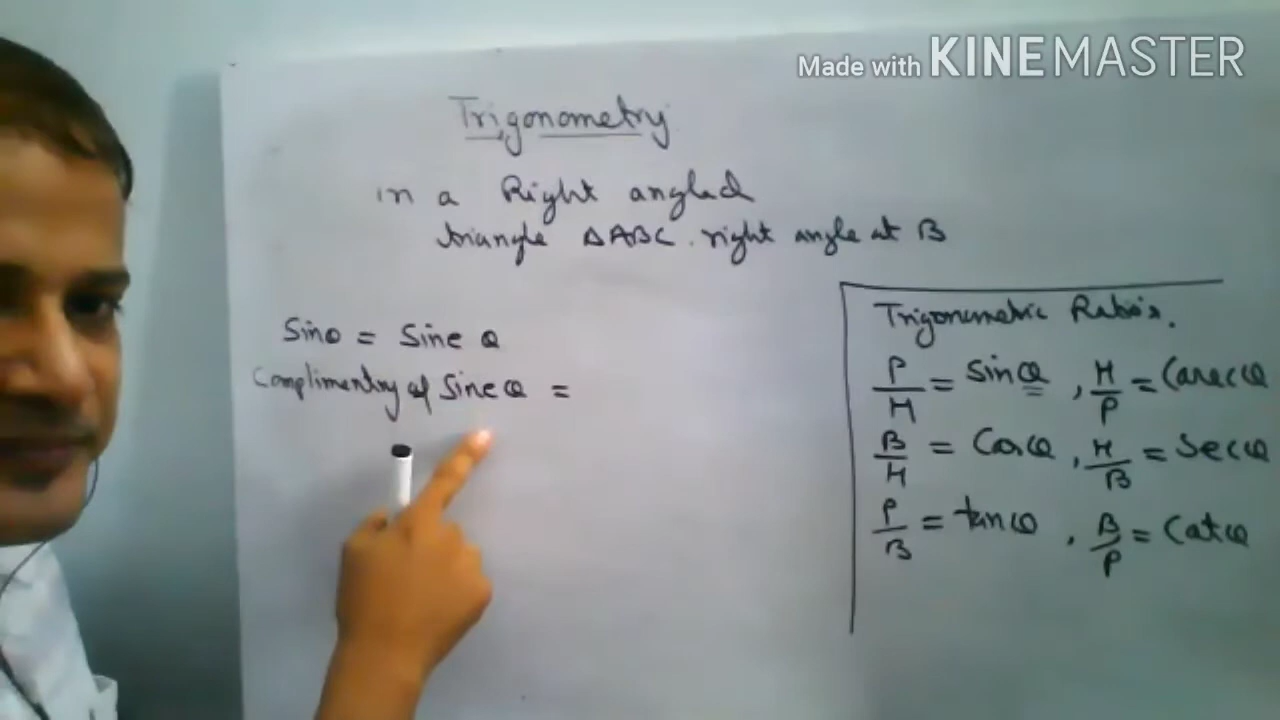 Made with KINEMASTER
Trigonometry
in a Right angled
triangle ΔABC. right angle at B
Sinθ = Sine θ
Complimentry of Sine θ =
Trigonometric Ratio's.
P/H = sinθ, H/P = Cosecθ
B/H = Cosθ, H/B = Secθ
P/B = tanθ, B/P = Cotθ